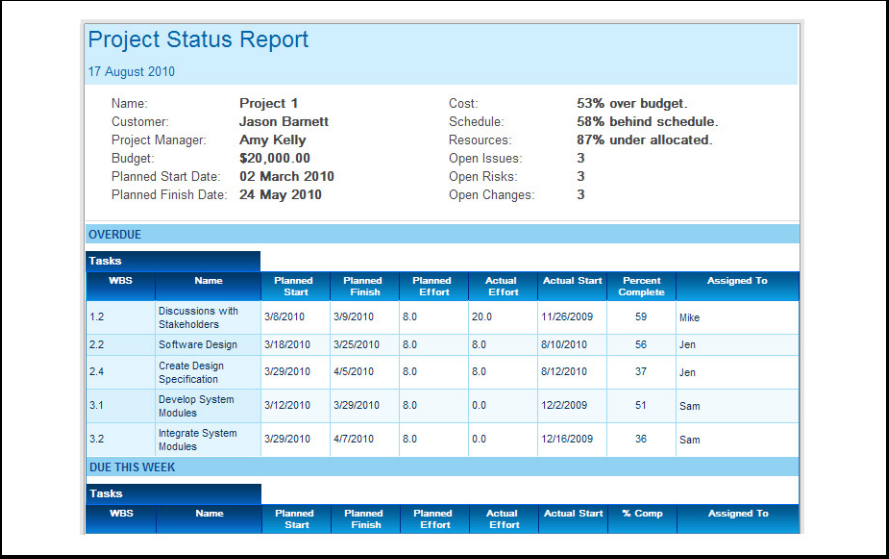 Project Status Report
17 August 2010
Name: Project 1 Cost: 53% over budget.
Customer: Jason Barnett Schedule: 58% behind schedule.
Project Manager: Amy Kelly Resources: 87% under allocated.
Budget: $20,000.00 Open Issues: 3
Planned Start Date: 02 March 2010 Open Risks: 3
Planned Finish Date: 24 May 2010 Open Changes: 3
OVERDUE
Tasks
WBS Name Planned Start Planned Finish Planned Effort Actual Effort Actual Start Percent Complete Assigned To
1.2 Discussions with Stakeholders 3/8/2010 3/9/2010 8.0 20.0 11/26/2009 59 Mike
2.2 Software Design 3/18/2010 3/25/2010 8.0 8.0 8/10/2010 56 Jen
2.4 Create Design Specification 3/29/2010 4/5/2010 8.0 8.0 8/12/2010 37 Jen
3.1 Develop System Modules 3/12/2010 3/29/2010 8.0 0.0 12/2/2009 51 Sam
3.2 Integrate System Modules 3/29/2010 4/7/2010 8.0 0.0 12/16/2009 36 Sam
DUE THIS WEEK
Tasks
WBS Name Planned Start Planned Finish Planned Effort Actual Effort Actual Start % Comp Assigned To